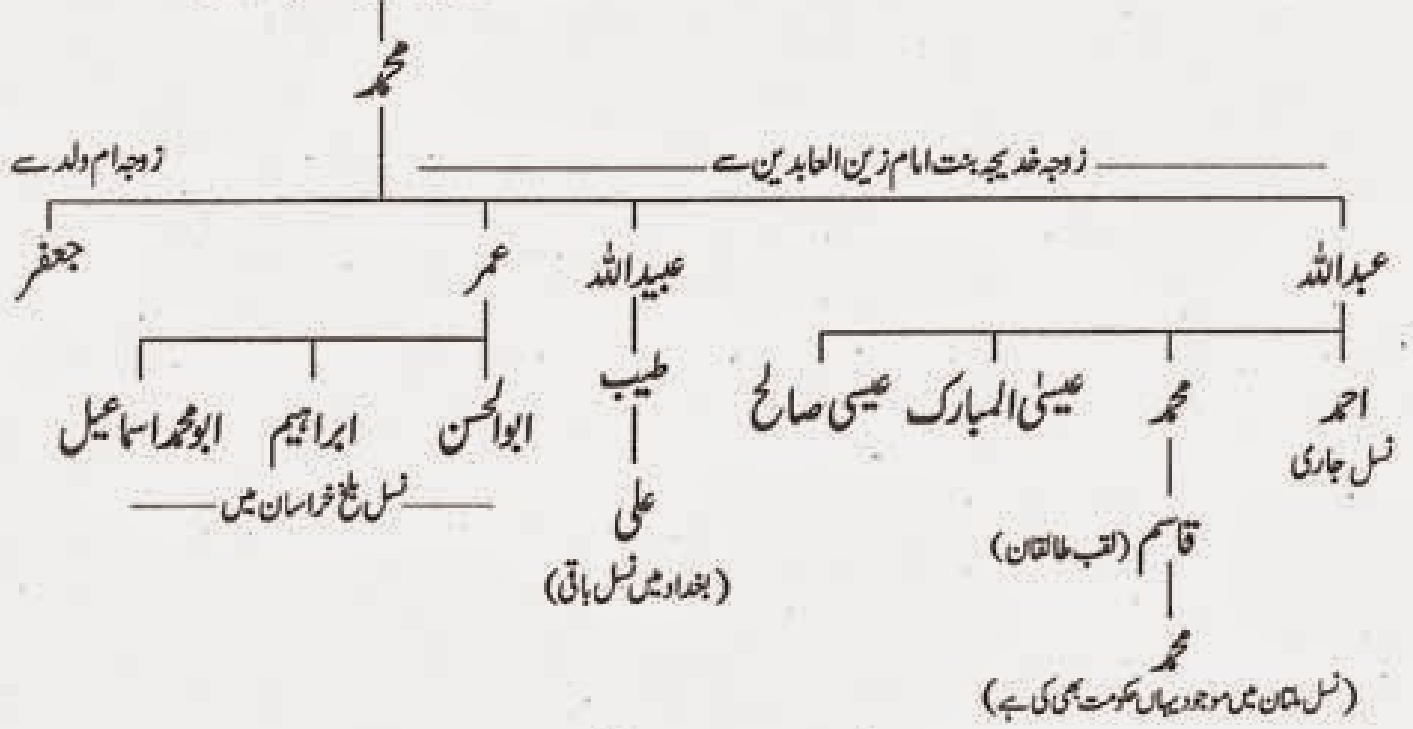 محمد
زوجہ خدیجہ بنت امام زین العابدین سے
زوجہ ام ولد سے
عبداللہ
عبیداللہ
عمر
جعفر
احمد
نسل جاری
محمد
عیسیٰ المبارک
عیسی صالح
طیب
ابوالحسن
ابراہیم
ابو محمد اسماعیل
نسل بلخ خراسان میں
علی
(بغداد میں نسل باقی)
قاسم (لقب طالقان)
محمد
(نسل ملتان میں موجود یہاں حکومت بھی کی ہے)